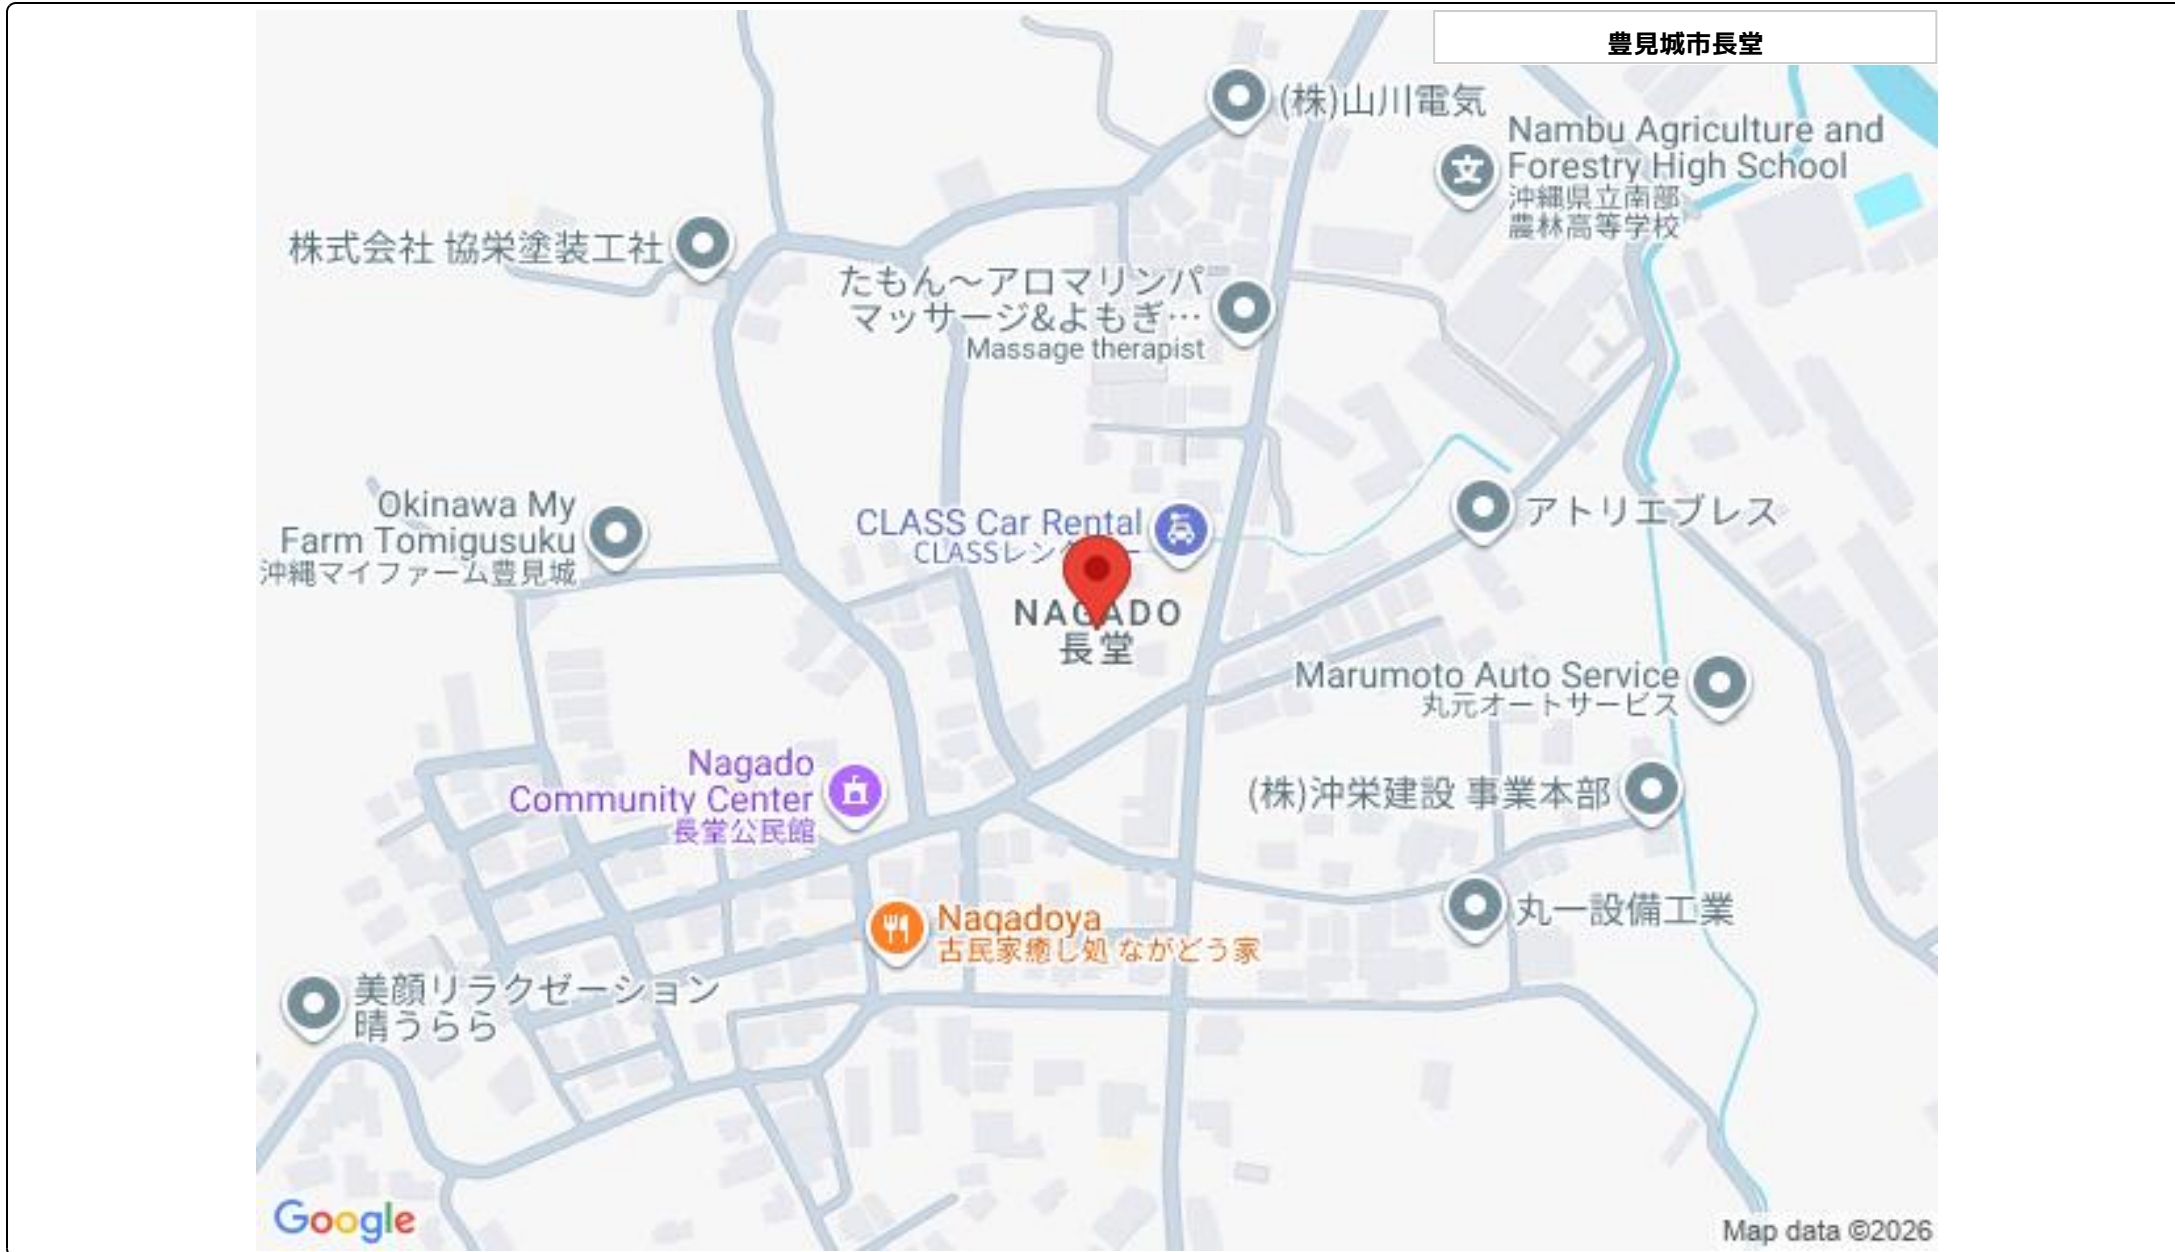 豊見城市長堂
(株)山川電気
Nambu Agriculture and
Forestry High School
沖縄県立南部
農林高等学校
株式会社 協栄塗装工社
たもん～アロマリンパ
マッサージ&よもぎ…
Massage therapist
Okinawa My
Farm Tomigusuku
沖縄マイファーム豊見城
CLASS Car Rental
アトリエブレス
NAGADO
長堂
Marumoto Auto Service
丸元オートサービス
Nagado
Community Center
長堂公民館
(株)沖栄建設 事業本部
Nagadoya
古民家癒し処 ながどう家
丸一設備工業
美顔リラクゼーション
晴うらら
Google
Map data ©2026